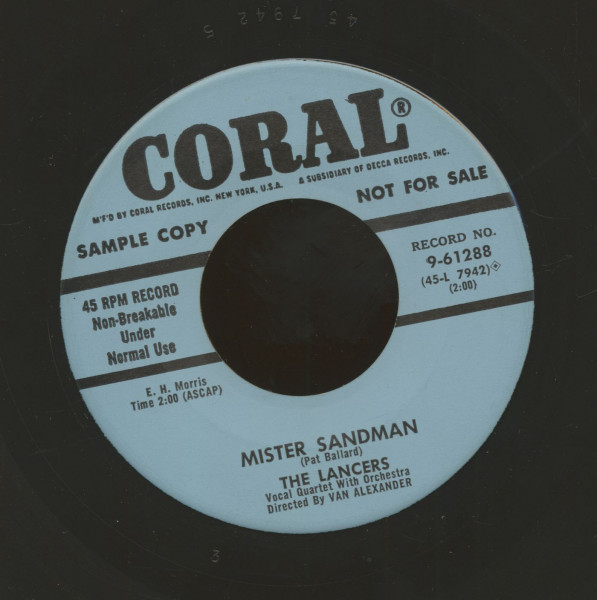 45 7942 5
CORAL®
M'F'D BY CORAL RECORDS, INC. NEW YORK, U.S.A. A SUBSIDIARY OF DECCA RECORDS, INC.
SAMPLE COPY
NOT FOR SALE
RECORD NO.
9-61288
(45-L 7942)
(2:00)
45 RPM RECORD
Non-Breakable
Under
Normal Use
E. H. Morris
Time 2:00 (ASCAP)
MISTER SANDMAN
(Pat Ballard)
THE LANCERS
Vocal Quartet With Orchestra
Directed By VAN ALEXANDER
3